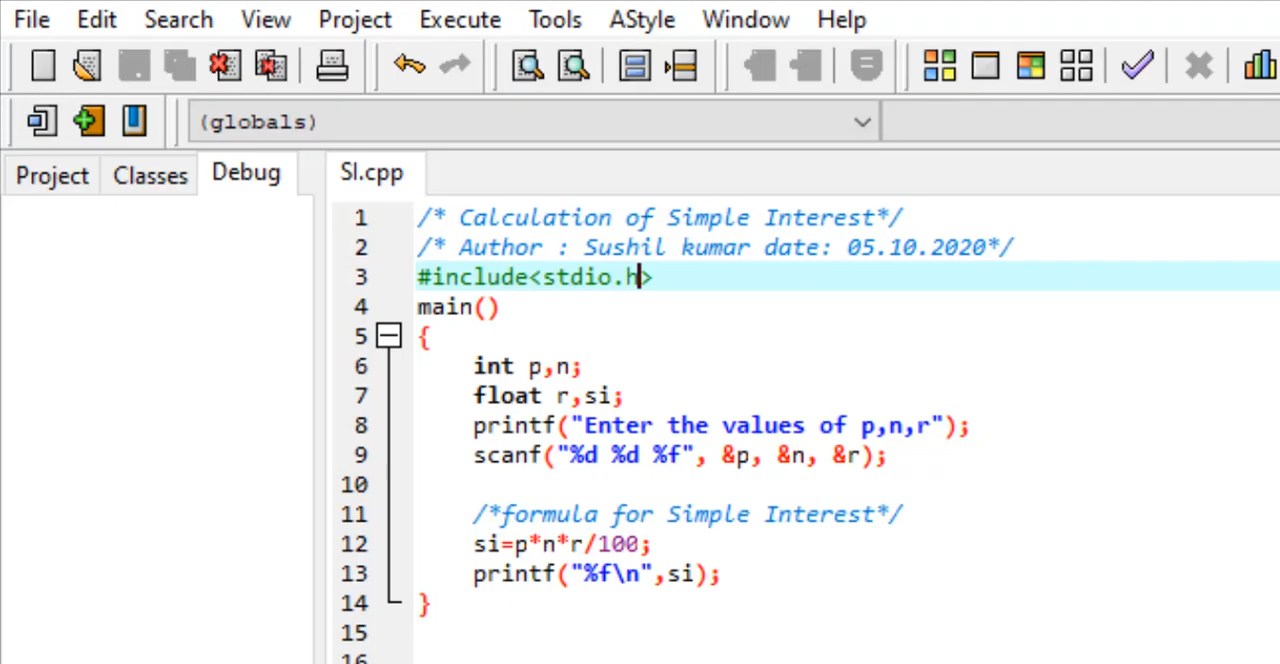 File Edit Search View Project Execute Tools AStyle Window Help
(globals)
Project Classes Debug SI.cpp
1 /* Calculation of Simple Interest*/
2 /* Author : Sushil kumar date: 05.10.2020*/
3 #include<stdio.h>
4 main()
5 {
6 int p,n;
7 float r,si;
8 printf("Enter the values of p,n,r");
9 scanf("%d %d %f", &p, &n, &r);
10
11 /*formula for Simple Interest*/
12 si=p*n*r/100;
13 printf("%f\n",si);
14 }
15
16